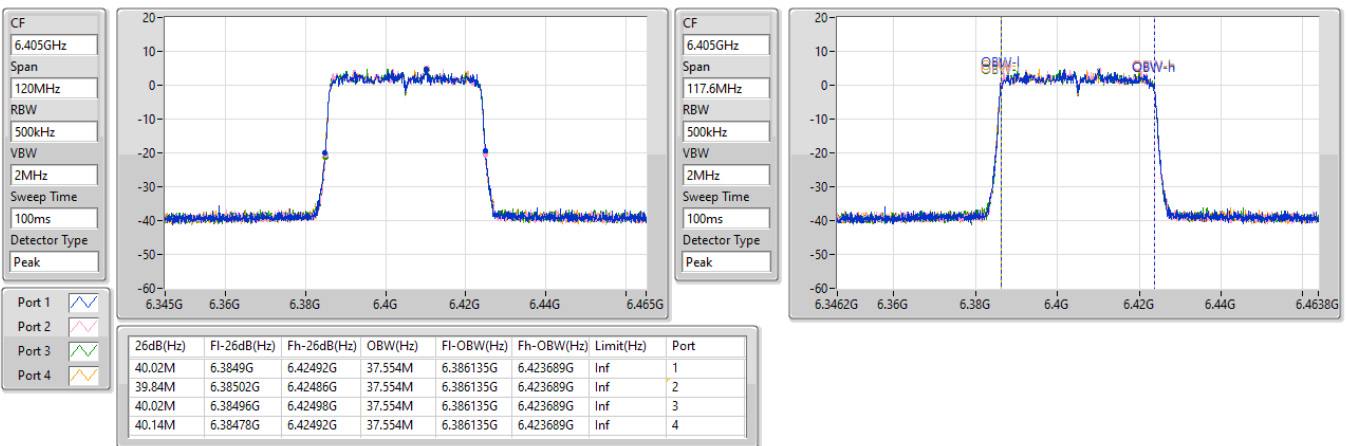 CF
6.405GHz
Span
120MHz
RBW
500kHz
VBW
2MHz
Sweep Time
100ms
Detector Type
Peak
20
10
0
-10
-20
-30
-40
-50
-60
6.345G 6.36G 6.38G 6.4G 6.42G 6.44G 6.465G
CF
6.405GHz
Span
117.6MHz
RBW
500kHz
VBW
2MHz
Sweep Time
100ms
Detector Type
Peak
20
10
0
-10
-20
-30
-40
-50
-60
OBW-l OBW-h
6.3462G 6.36G 6.38G 6.4G 6.42G 6.44G 6.4638G
Port 1
Port 2
Port 3
Port 4
26dB(Hz) Fl-26dB(Hz) Fh-26dB(Hz) OBW(Hz) Fl-OBW(Hz) Fh-OBW(Hz) Limit(Hz) Port
40.02M 6.3849G 6.42492G 37.554M 6.386135G 6.423689G Inf 1
39.84M 6.38502G 6.42486G 37.554M 6.386135G 6.423689G Inf 2
40.02M 6.38496G 6.42498G 37.554M 6.386135G 6.423689G Inf 3
40.14M 6.38478G 6.42492G 37.554M 6.386135G 6.423689G Inf 4